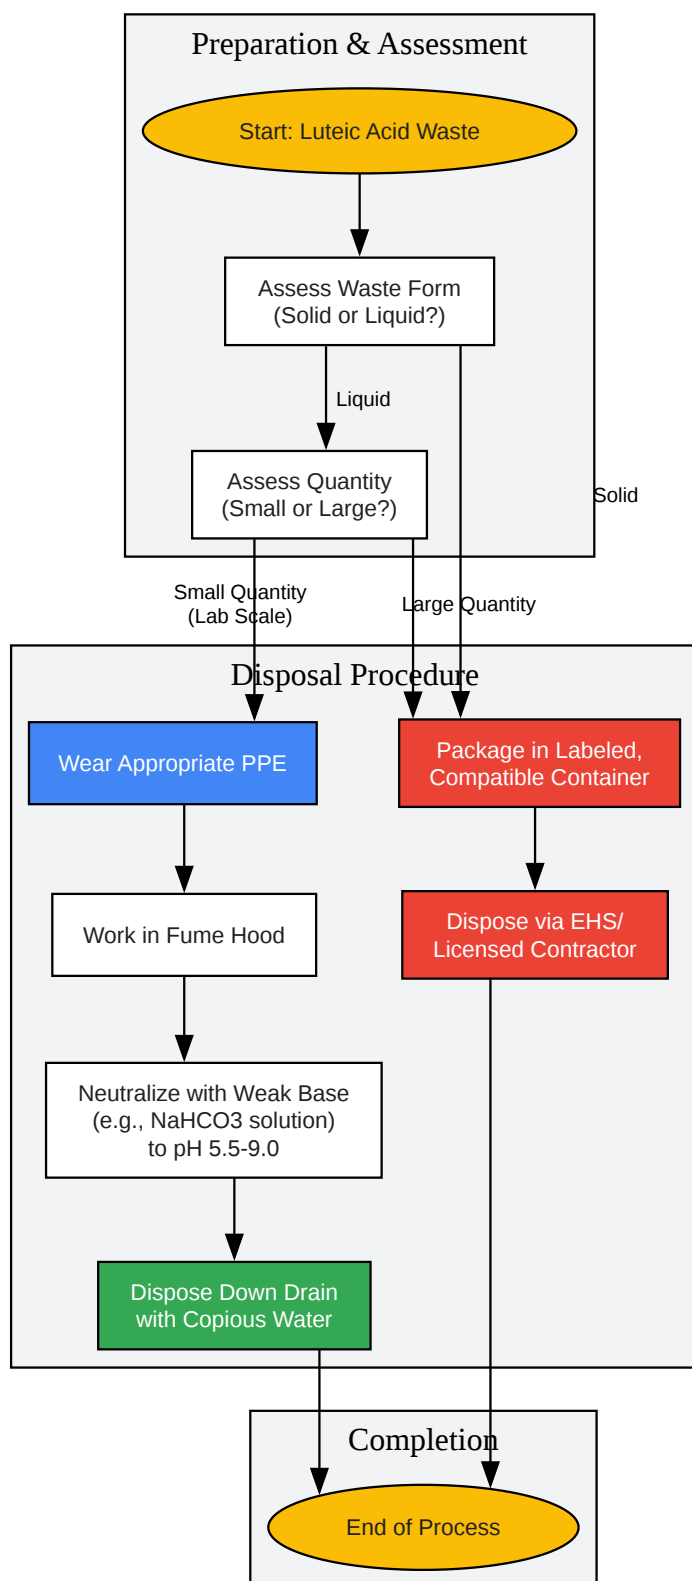 Preparation & Assessment
Start: Luteic Acid Waste
Assess Waste Form
(Solid or Liquid?)
Liquid
Assess Quantity
(Small or Large?)
Solid
Small Quantity
(Lab Scale)
Large Quantity
Disposal Procedure
Wear Appropriate PPE
Package in Labeled,
Compatible Container
Work in Fume Hood
Dispose via EHS/
Licensed Contractor
Neutralize with Weak Base
(e.g., NaHCO3 solution)
to pH 5.5-9.0
Dispose Down Drain
with Copious Water
Completion
End of Process